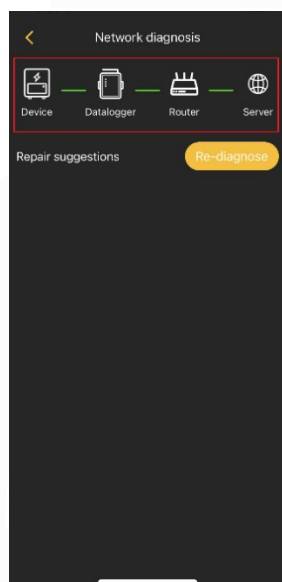 Network diagnosis
Device Datalogger Router Server
Repair suggestions Re-diagnose